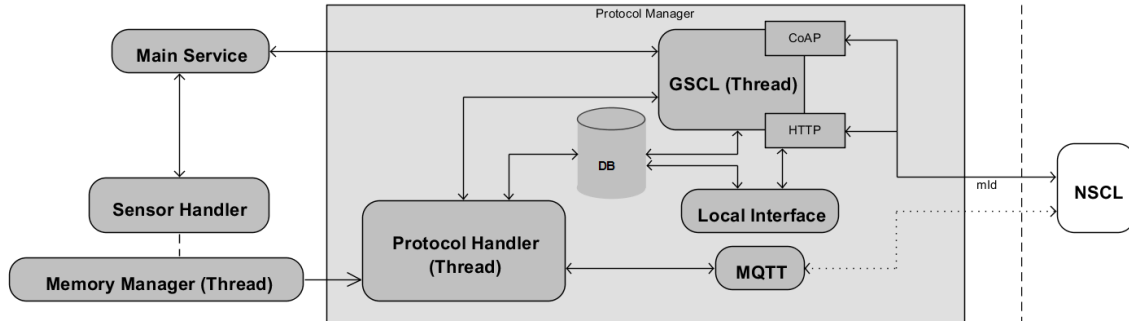 Protocol Manager
CoAP
Main Service
GSCL (Thread)
HTTP
DB
mId
NSCL
Sensor Handler
Local Interface
Protocol Handler
(Thread)
MQTT
Memory Manager (Thread)